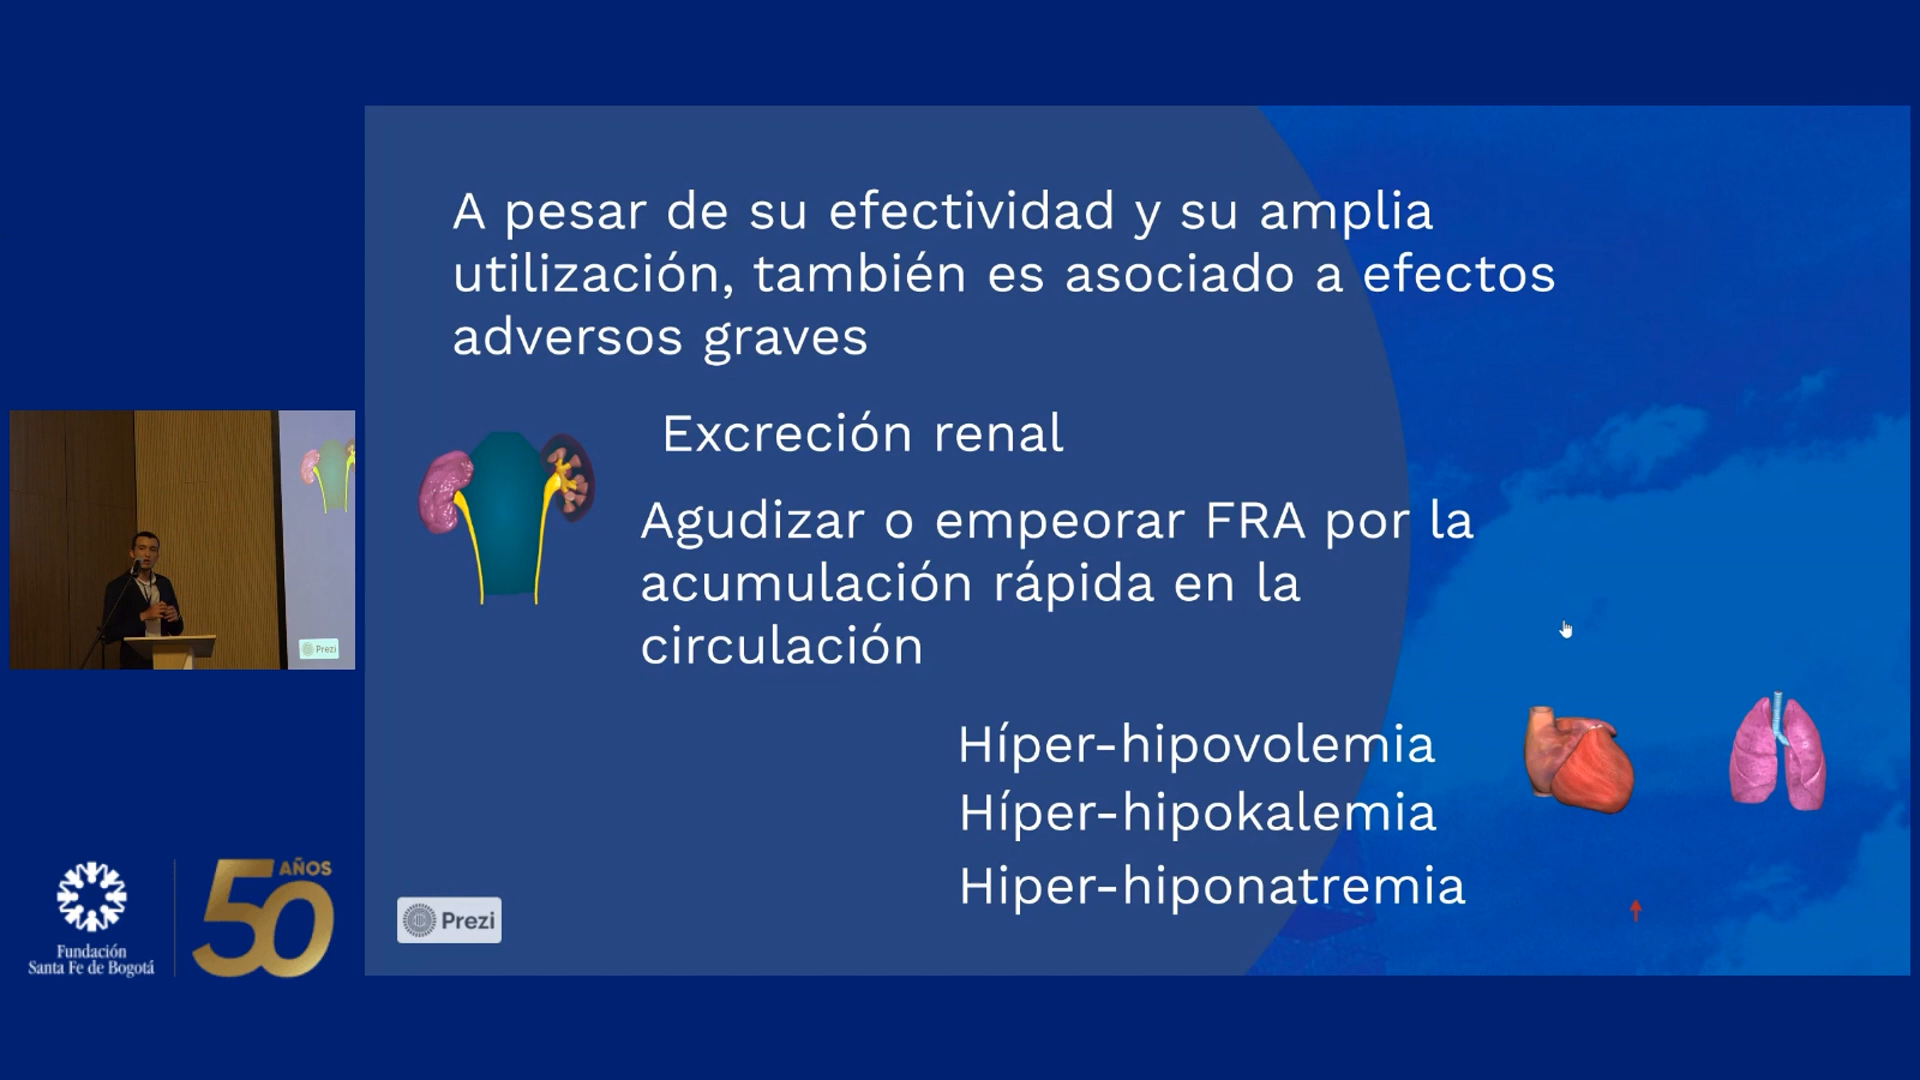 A pesar de su efectividad y su amplia
utilización, también es asociado a efectos
adversos graves
Excreción renal
Agudizar o empeorar FRA por la
acumulación rápida en la
circulación
Híper-hipovolemia
Híper-hipokalemia
Hiper-hiponatremia
Prezi
Prezi
Fundación
Santa Fe de Bogotá
50 AÑOS